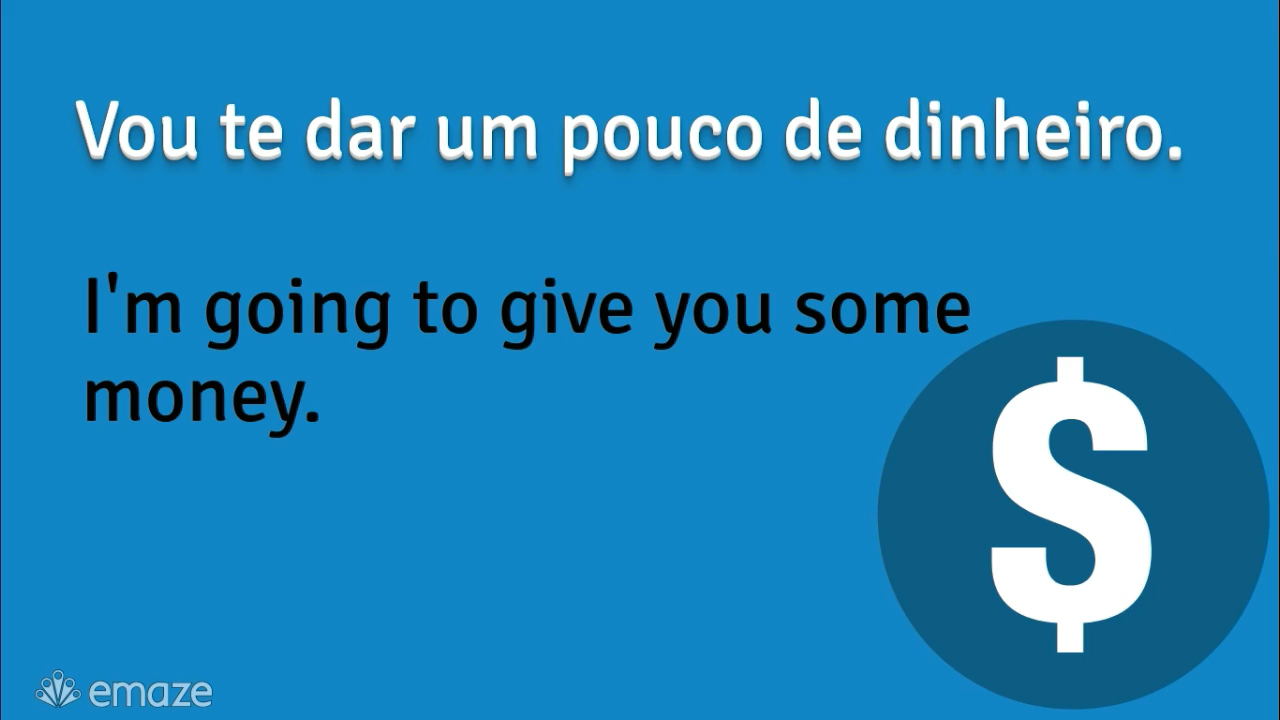 Vou te dar um pouco de dinheiro.
I'm going to give you some
money.
$
emaze